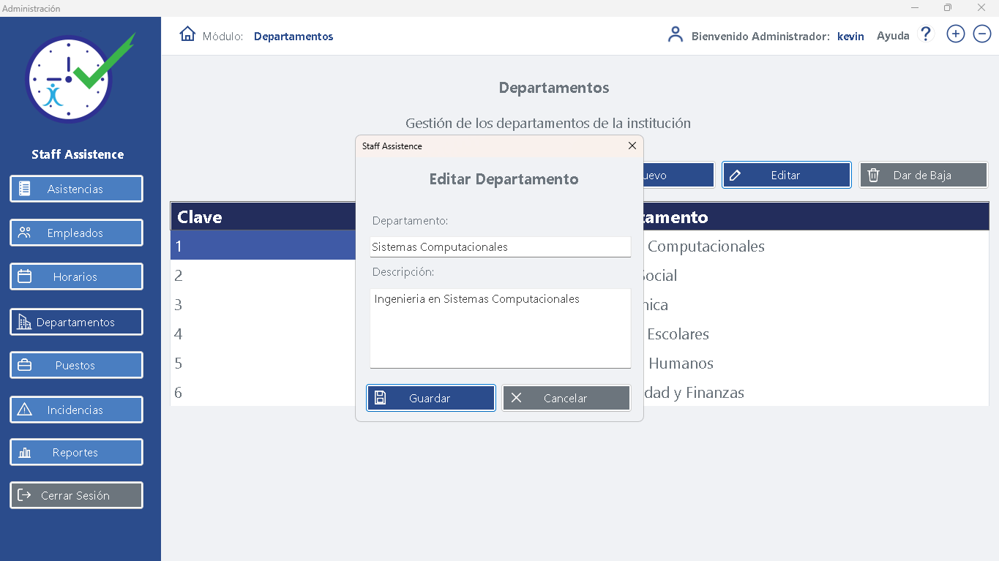 Administración
Módulo: Departamentos
Bienvenido Administrador: kevin Ayuda ?
Staff Assistence
Asistencias
Empleados
Horarios
Departamentos
Puestos
Incidencias
Reportes
Cerrar Sesión
Departamentos
Gestión de los departamentos de la institución
uevo Editar Dar de Baja
Clave tamento
1 Computacionales
2 Social
3 nica
4 Escolares
5 Humanos
6 dad y Finanzas
Staff Assistence
Editar Departamento
Departamento:
Sistemas Computacionales
Descripción:
Ingenieria en Sistemas Computacionales
Guardar Cancelar